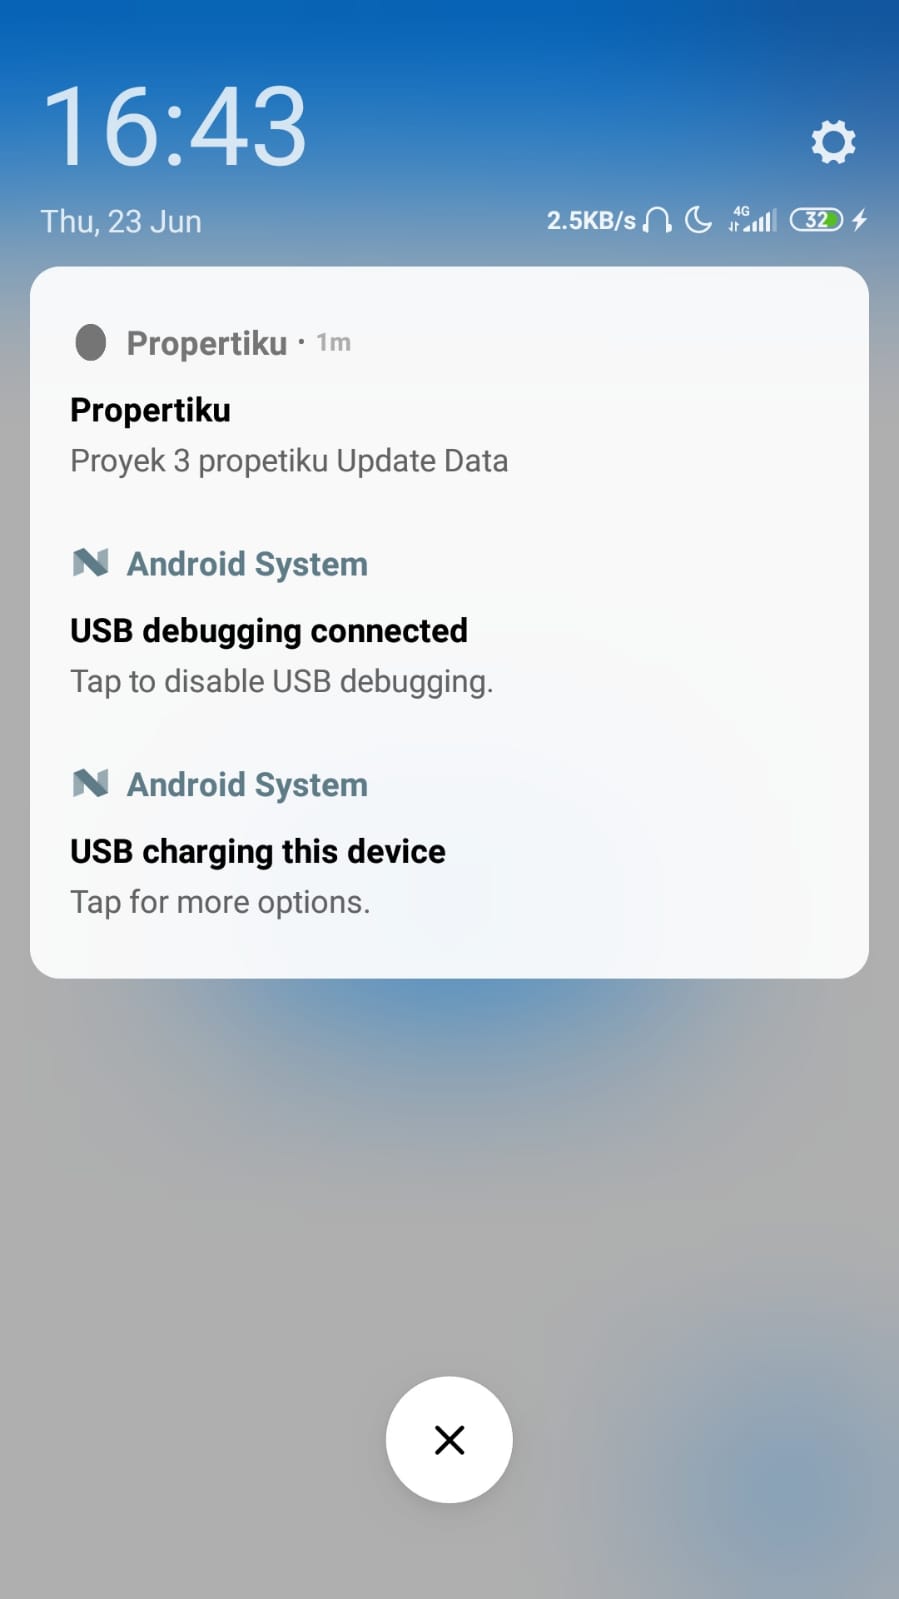 16:43
Thu, 23 Jun
2.5KB/s 4G 32
Propertiku · 1m
Propertiku
Proyek 3 propetiku Update Data
Android System
USB debugging connected
Tap to disable USB debugging.
Android System
USB charging this device
Tap for more options.